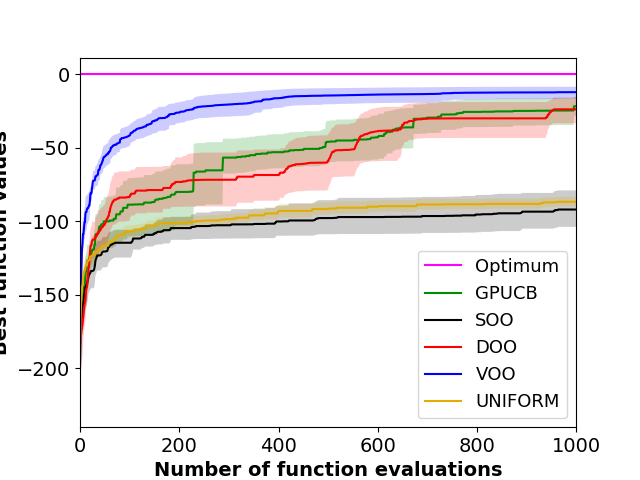 0
−50
−100
−150
−200
Best function values
0
200
400
600
800
1000
Number of function evaluations
Optimum
GPUCB
SOO
DOO
VOO
UNIFORM